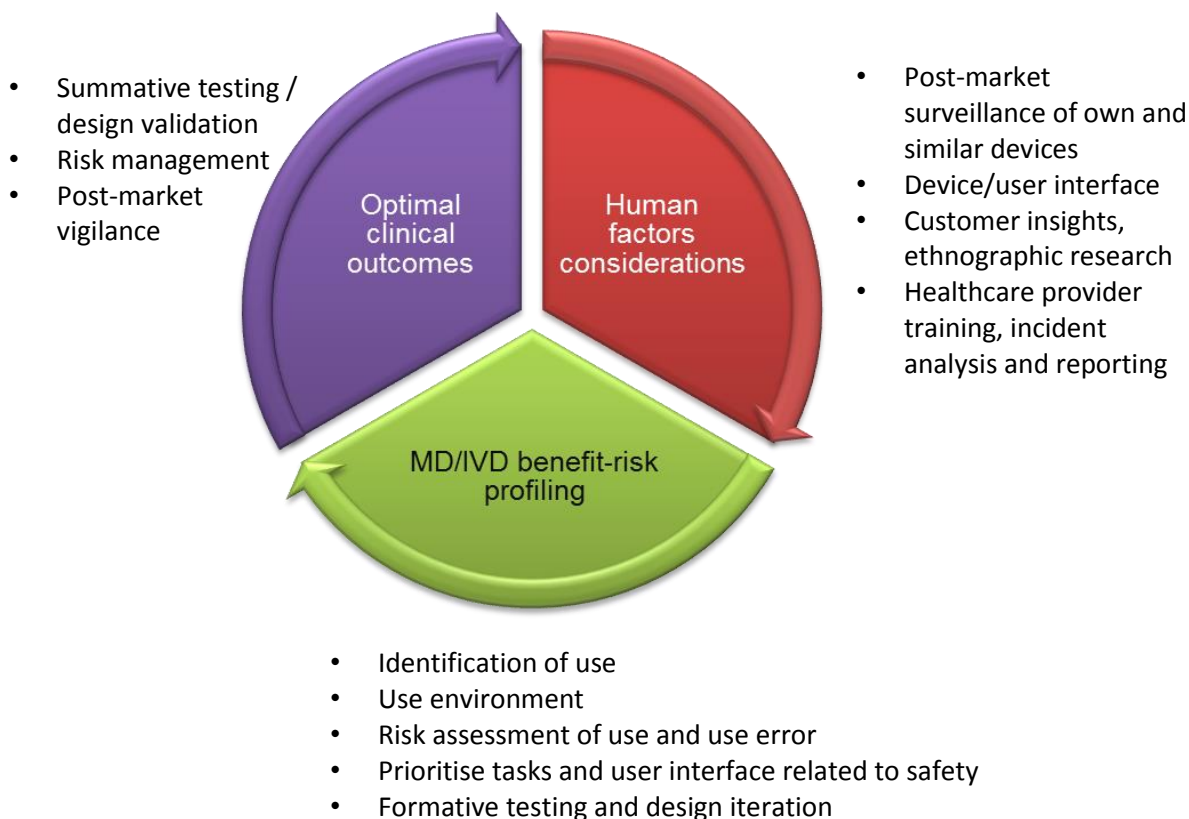 • Summative testing /
design validation
• Risk management
• Post-market
vigilance
Optimal
clinical
outcomes
Human
factors
considerations
• Post-market
surveillance of own and
similar devices
• Device/user interface
• Customer insights,
ethnographic research
• Healthcare provider
training, incident
analysis and reporting
MD/IVD benefit-risk
profiling
• Identification of use
• Use environment
• Risk assessment of use and use error
• Prioritise tasks and user interface related to safety
• Formative testing and design iteration